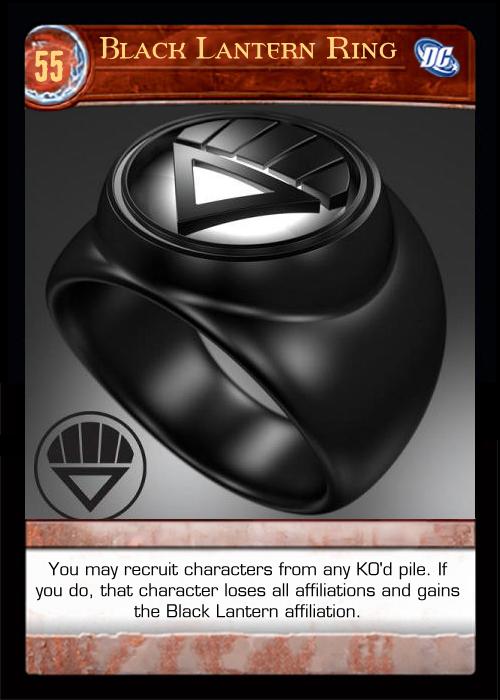 55
Black Lantern Ring
DC
You may recruit characters from any KO'd pile. If
you do, that character loses all affiliations and gains
the Black Lantern affiliation.